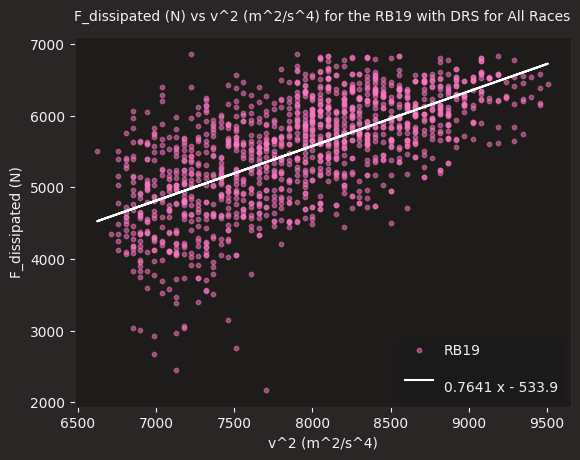 F_dissipated (N) vs v^2 (m^2/s^4) for the RB19 with DRS for All Races
7000
6000
5000
4000
3000
2000
F_dissipated (N)
6500 7000 7500 8000 8500 9000 9500
v^2 (m^2/s^4)
RB19
0.7641 x - 533.9